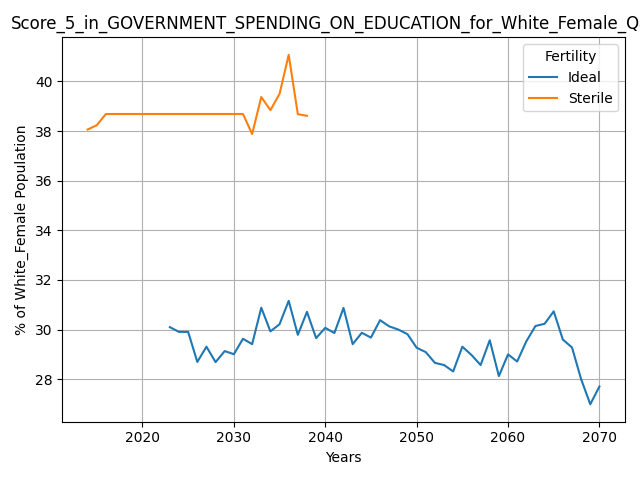 Score_5_in_GOVERNMENT_SPENDING_ON_EDUCATION_for_White_Female_Q
Fertility
Ideal
Sterile
% of White_Female Population
40
38
36
34
32
30
28
2020 2030 2040 2050 2060 2070
Years